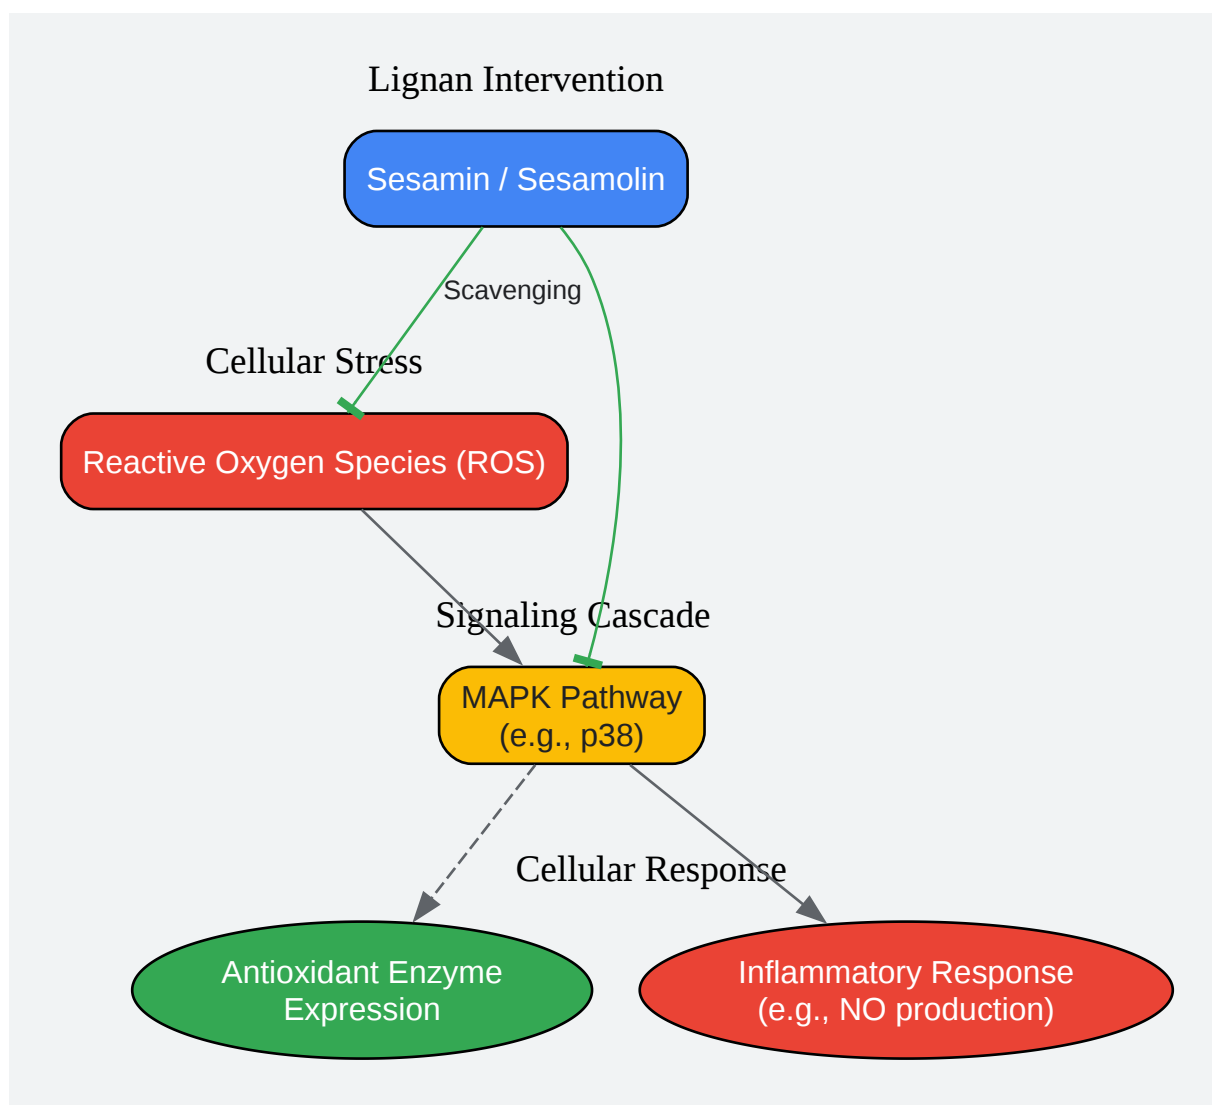 Lignan Intervention
Sesamin / Sesamolin
Scavenging
Cellular Stress
Reactive Oxygen Species (ROS)
Signaling Cascade
MAPK Pathway
(e.g., p38)
Cellular Response
Antioxidant Enzyme
Expression
Inflammatory Response
(e.g., NO production)